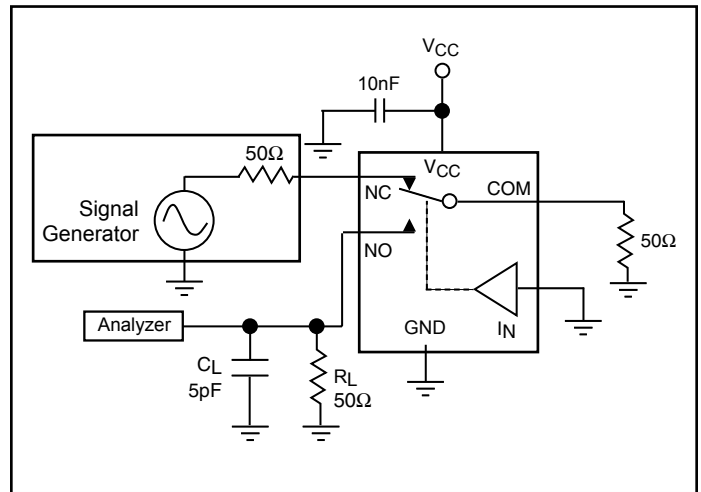 VCC
10nF
50Ω
VCC
NC
COM
Signal
Generator
50Ω
NO
Analyzer
GND
IN
CL
5pF
RL
50Ω